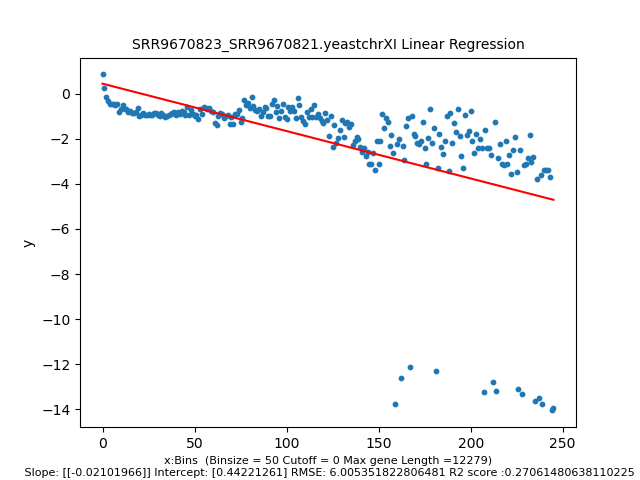 SRR9670823_SRR9670821.yeastchrXI Linear Regression
y
0
−2
−4
−6
−8
−10
−12
−14
0 50 100 150 200 250
x:Bins (Binsize = 50 Cutoff = 0 Max gene Length =12279)
Slope: [[-0.02101966]] Intercept: [0.44221261] RMSE: 6.005351822806481 R2 score :0.27061480638110225